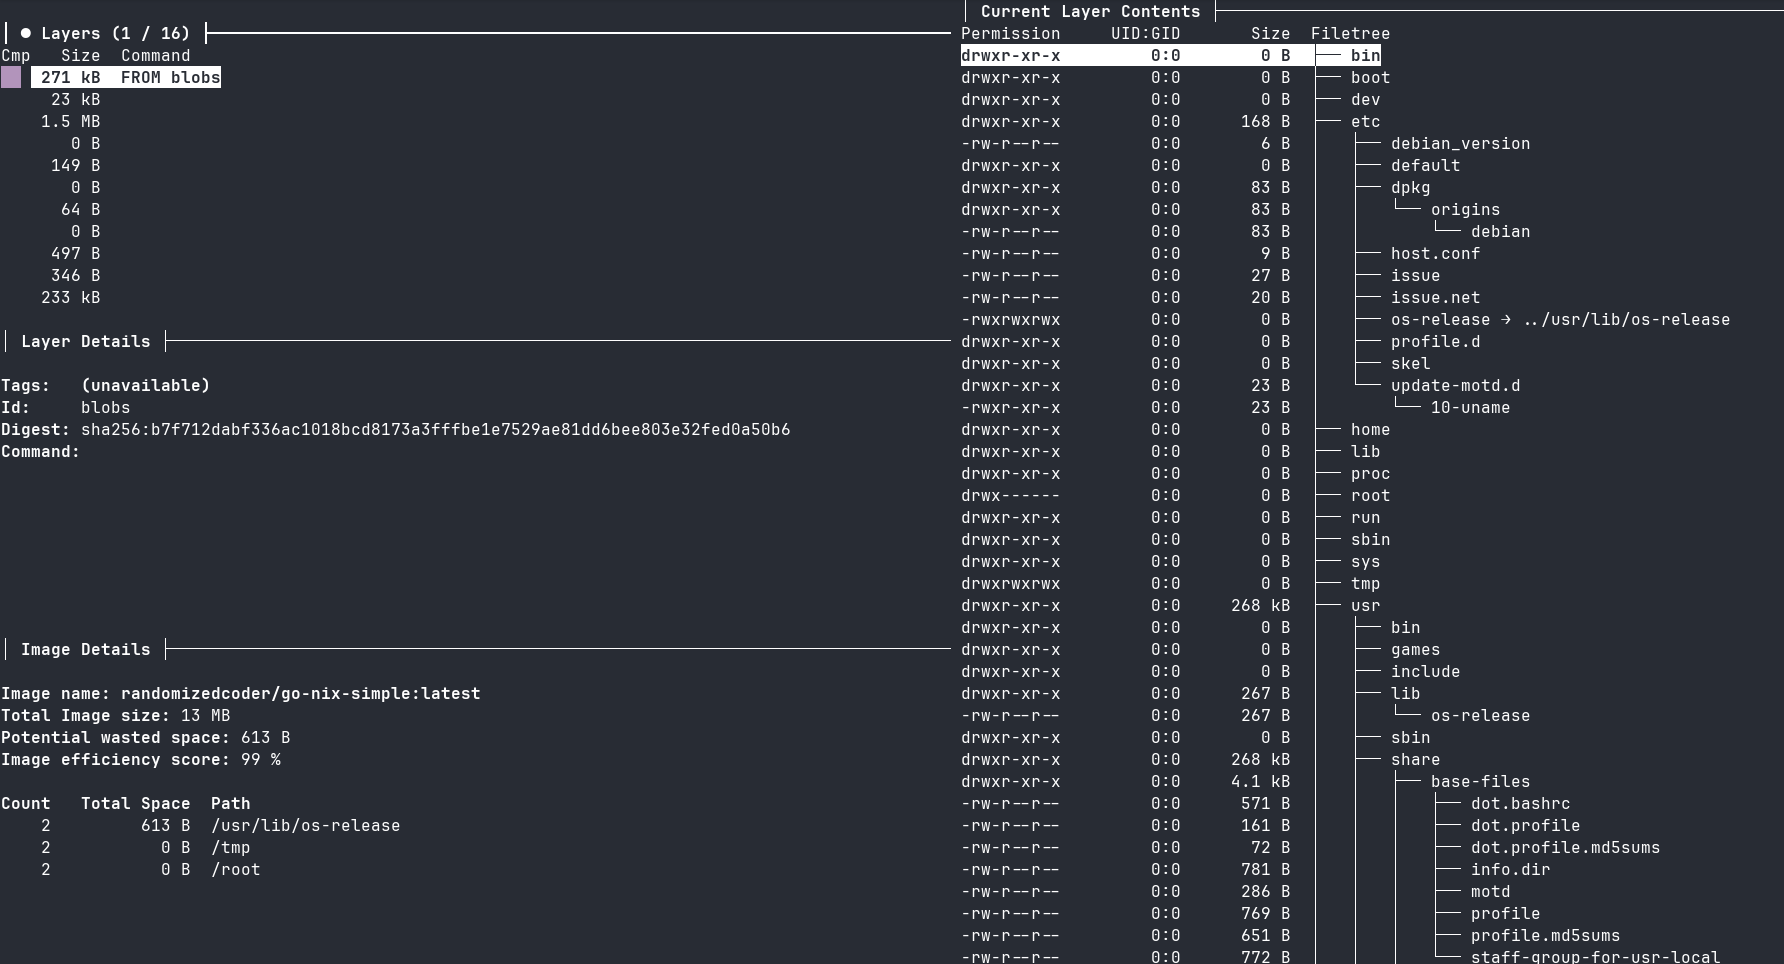 ● Layers (1 / 16)
Cmp Size Command
271 kB FROM blobs
23 kB
1.5 MB
0 B
149 B
0 B
64 B
0 B
497 B
346 B
233 kB
Layer Details
Tags: (unavailable)
Id: blobs
Digest: sha256:b7f712dabf336ac1018bcd8173a3fffbe1e7529ae81dd6bee803e32fed0a50b6
Command:
Image Details
Image name: randomizedcoder/go-nix-simple:latest
Total Image size: 13 MB
Potential wasted space: 613 B
Image efficiency score: 99 %
Count Total Space Path
2 613 B /usr/lib/os-release
2 0 B /tmp
2 0 B /root
Current Layer Contents
Permission UID:GID Size Filetree
drwxr-xr-x 0:0 0 B ├── bin
drwxr-xr-x 0:0 0 B ├── boot
drwxr-xr-x 0:0 0 B ├── dev
drwxr-xr-x 0:0 168 B ├── etc
-rw-r--r-- 0:0 6 B │ ├── debian_version
drwxr-xr-x 0:0 0 B │ ├── default
drwxr-xr-x 0:0 83 B │ ├── dpkg
drwxr-xr-x 0:0 83 B │ │ └── origins
-rw-r--r-- 0:0 83 B │ │ └── debian
-rw-r--r-- 0:0 9 B │ ├── host.conf
-rw-r--r-- 0:0 27 B │ ├── issue
-rw-r--r-- 0:0 20 B │ ├── issue.net
-rwxrwxrwx 0:0 0 B │ ├── os-release → ../usr/lib/os-release
drwxr-xr-x 0:0 0 B │ ├── profile.d
drwxr-xr-x 0:0 0 B │ ├── skel
drwxr-xr-x 0:0 23 B │ └── update-motd.d
-rwxr-xr-x 0:0 23 B │ └── 10-uname
drwxr-xr-x 0:0 0 B ├── home
drwxr-xr-x 0:0 0 B ├── lib
drwxr-xr-x 0:0 0 B ├── proc
drwx------ 0:0 0 B ├── root
drwxr-xr-x 0:0 0 B ├── run
drwxr-xr-x 0:0 0 B ├── sbin
drwxr-xr-x 0:0 0 B ├── sys
drwxrwxrwx 0:0 0 B ├── tmp
drwxr-xr-x 0:0 268 kB ├── usr
drwxr-xr-x 0:0 0 B │ ├── bin
drwxr-xr-x 0:0 0 B │ ├── games
drwxr-xr-x 0:0 0 B │ ├── include
drwxr-xr-x 0:0 267 B │ ├── lib
-rw-r--r-- 0:0 267 B │ │ └── os-release
drwxr-xr-x 0:0 0 B │ ├── sbin
drwxr-xr-x 0:0 268 kB │ ├── share
drwxr-xr-x 0:0 4.1 kB │ │ ├── base-files
-rw-r--r-- 0:0 571 B │ │ │ ├── dot.bashrc
-rw-r--r-- 0:0 161 B │ │ │ ├── dot.profile
-rw-r--r-- 0:0 72 B │ │ │ ├── dot.profile.md5sums
-rw-r--r-- 0:0 781 B │ │ │ ├── info.dir
-rw-r--r-- 0:0 286 B │ │ │ ├── motd
-rw-r--r-- 0:0 769 B │ │ │ ├── profile
-rw-r--r-- 0:0 651 B │ │ │ ├── profile.md5sums
-rw-r--r-- 0:0 772 B │ │ │ └── staff-group-for-usr-local